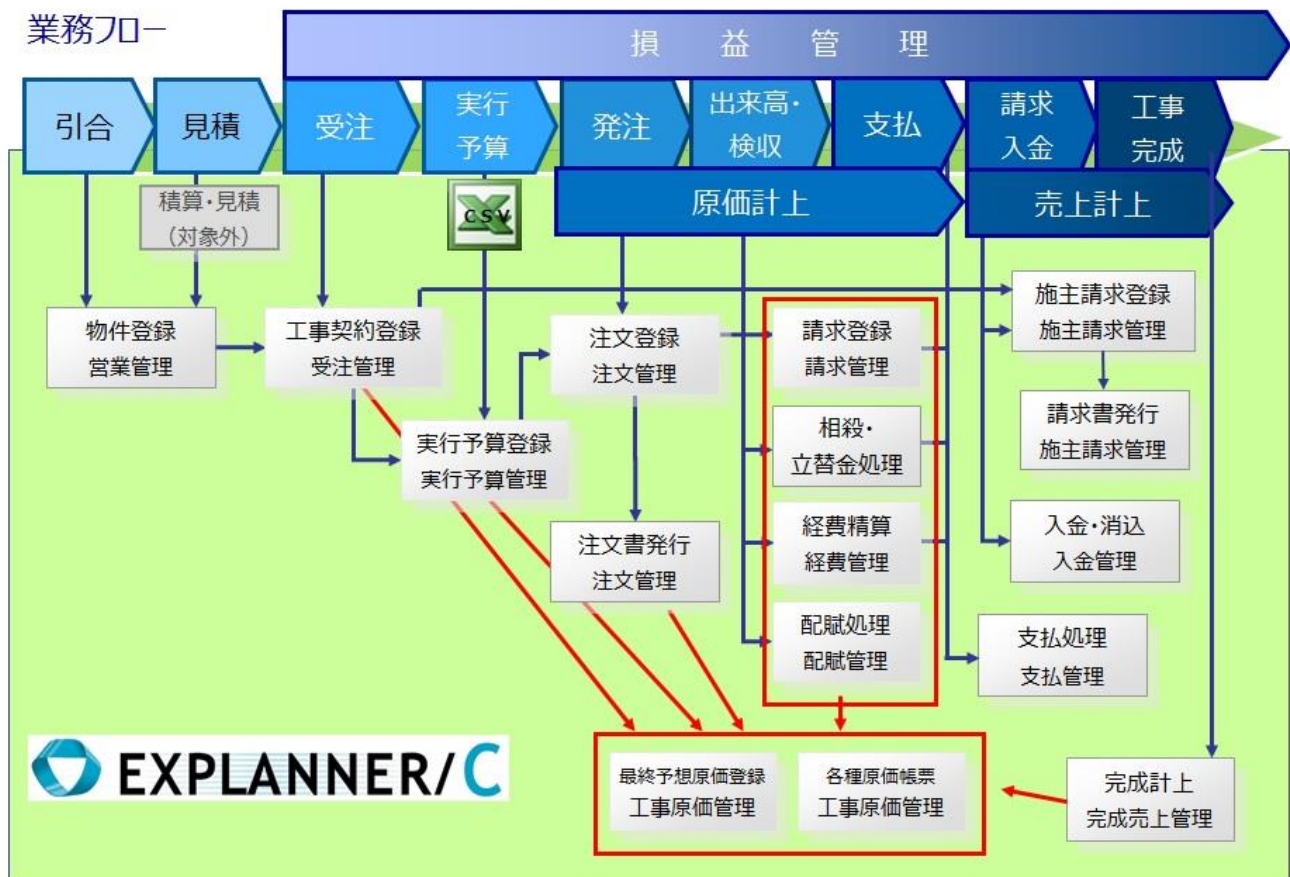 業務フロー
損益管理
引合
見積
受注
実行
予算
発注
出来高・
検収
支払
請求
入金
工事
完成
原価計上
売上計上
積算・見積
（対象外）
CSV
物件登録
営業管理
工事契約登録
受注管理
実行予算登録
実行予算管理
注文登録
注文管理
注文書発行
注文管理
請求登録
請求管理
相殺・
立替金処理
経費精算
経費管理
配賦処理
配賦管理
施主請求登録
施主請求管理
請求書発行
施主請求管理
入金・消込
入金管理
支払処理
支払管理
最終予想原価登録
工事原価管理
各種原価帳票
工事原価管理
完成計上
完成売上管理
EXPLANNER/C